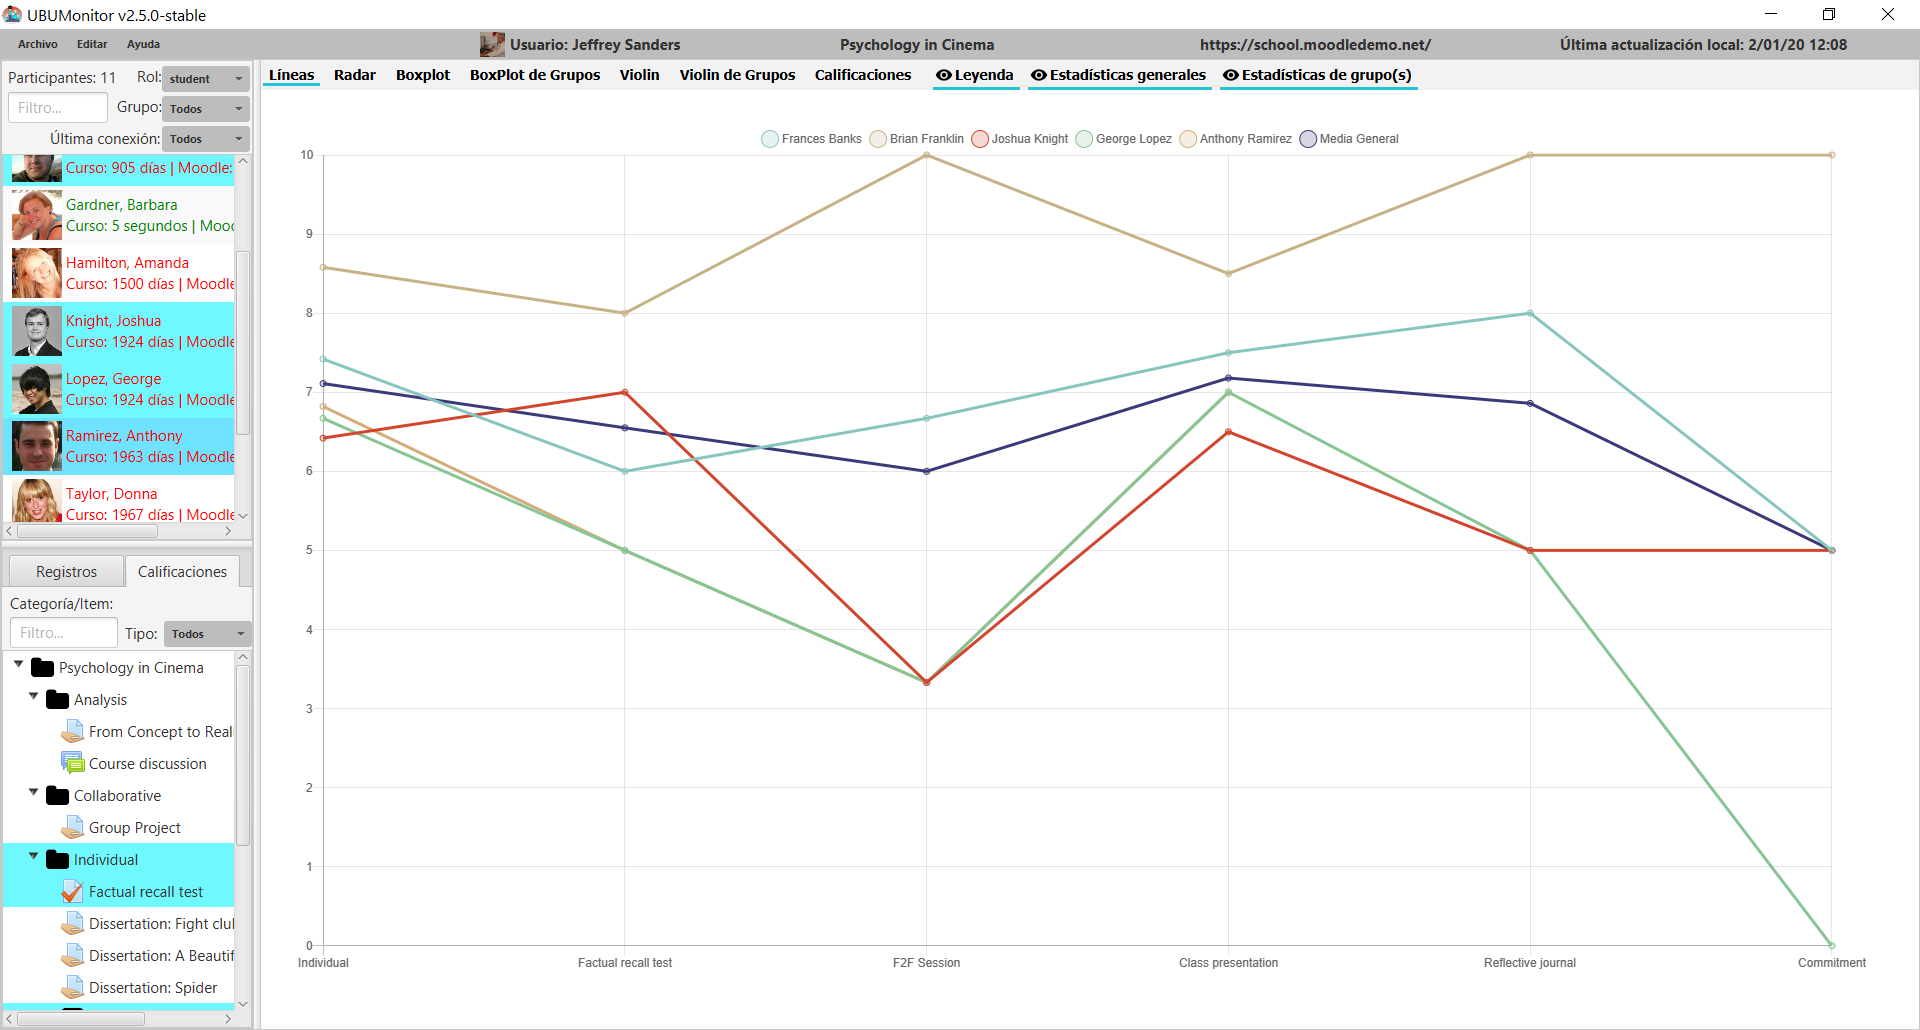 UBUMonitor v2.5.0-stable
Archivo Editar Ayuda
Usuario: Jeffrey Sanders
Psychology in Cinema
https://school.moodledemo.net/
Última actualización local: 2/01/20 12:08
Participantes: 11 Rol: student
Filtro... Grupo: Todos
Última conexión: Todos
Curso: 905 días | Moodle:
Gardner, Barbara
Curso: 5 segundos | Mood
Hamilton, Amanda
Curso: 1500 días | Moodle
Knight, Joshua
Curso: 1924 días | Moodle
Lopez, George
Curso: 1924 días | Moodle
Ramirez, Anthony
Curso: 1963 días | Moodle
Taylor, Donna
Curso: 1967 días | Moodle
Registros Calificaciones
Categoría/Item:
Filtro... Tipo: Todos
Psychology in Cinema
Analysis
From Concept to Real
Course discussion
Collaborative
Group Project
Individual
Factual recall test
Dissertation: Fight clu
Dissertation: A Beautif
Dissertation: Spider
Líneas Radar Boxplot BoxPlot de Grupos Violin Violin de Grupos Calificaciones Leyenda Estadísticas generales Estadísticas de grupo(s)
Frances Banks Brian Franklin Joshua Knight George Lopez Anthony Ramirez Media General
10
9
8
7
6
5
4
3
2
1
0
Individual Factual recall test F2F Session Class presentation Reflective journal Commitment